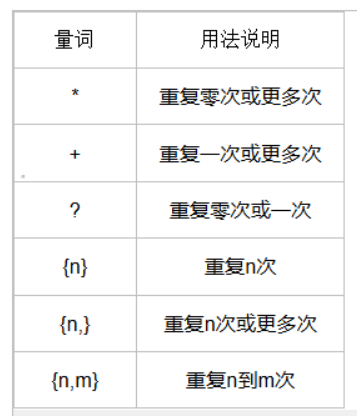 量词 用法说明
* 重复零次或更多次
+ 重复一次或更多次
? 重复零次或一次
{n} 重复n次
{n,} 重复n次或更多次
{n,m} 重复n到m次